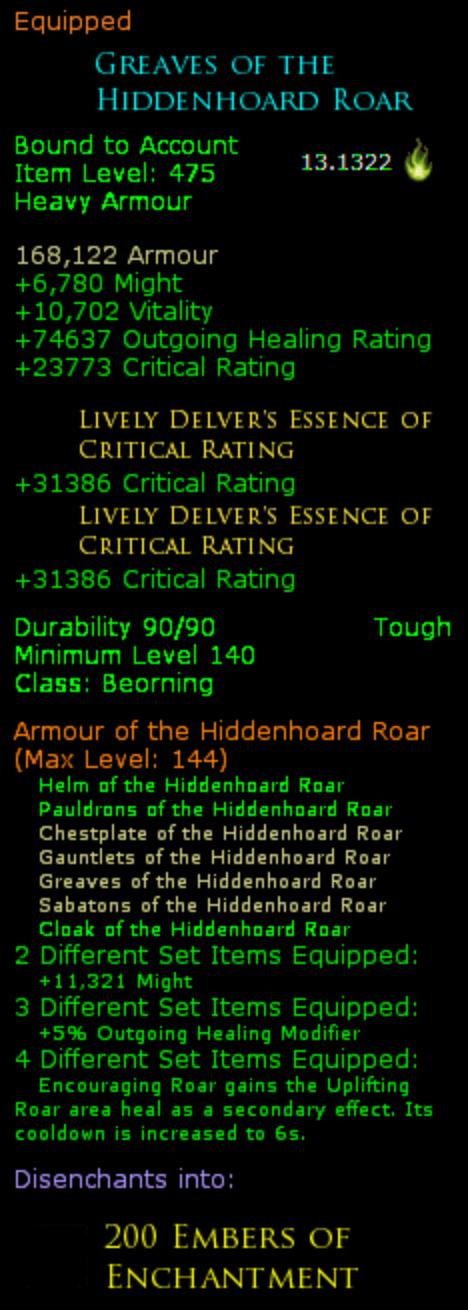 Equipped
Greaves of the
Hiddenhoard Roar
Bound to Account
13.1322
Item Level: 475
Heavy Armour
168,122 Armour
+6,780 Might
+10,702 Vitality
+74637 Outgoing Healing Rating
+23773 Critical Rating
Lively Delver's Essence of
Critical Rating
+31386 Critical Rating
Lively Delver's Essence of
Critical Rating
+31386 Critical Rating
Durability 90/90 Tough
Minimum Level 140
Class: Beorning
Armour of the Hiddenhoard Roar
(Max Level: 144)
Helm of the Hiddenhoard Roar
Pauldrons of the Hiddenhoard Roar
Chestplate of the Hiddenhoard Roar
Gauntlets of the Hiddenhoard Roar
Greaves of the Hiddenhoard Roar
Sabatons of the Hiddenhoard Roar
Cloak of the Hiddenhoard Roar
2 Different Set Items Equipped:
+11,321 Might
3 Different Set Items Equipped:
+5% Outgoing Healing Modifier
4 Different Set Items Equipped:
Encouraging Roar gains the Uplifting
Roar area heal as a secondary effect. Its
cooldown is increased to 6s.
Disenchants into:
200 Embers of
Enchantment